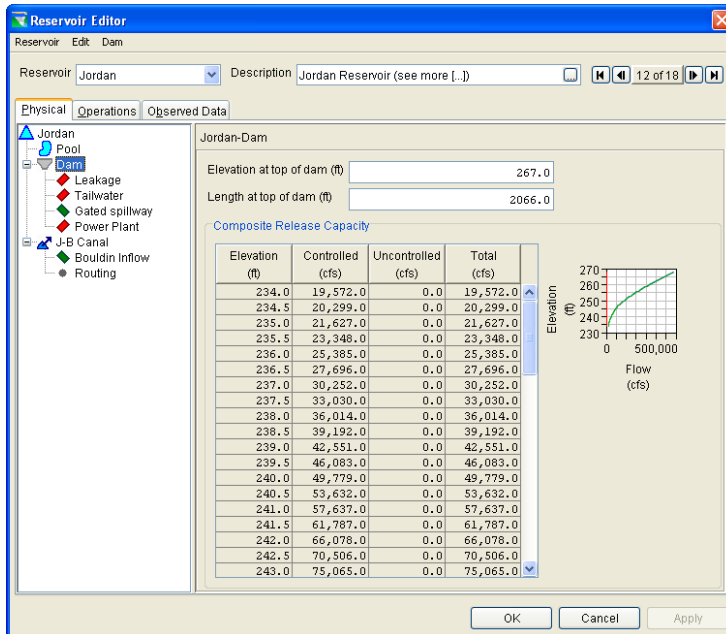 Reservoir Editor
Reservoir Edit Dam
Reservoir Jordan Description Jordan Reservoir (see more [...]) ... 12 of 18
Physical Operations Observed Data
Jordan
Pool
Dam
Leakage
Tailwater
Gated spillway
Power Plant
J-B Canal
Bouldin Inflow
Routing
Jordan-Dam
Elevation at top of dam (ft) 267.0
Length at top of dam (ft) 2066.0
Composite Release Capacity
Elevation (ft) Controlled (cfs) Uncontrolled (cfs) Total (cfs)
234.0 19,572.0 0.0 19,572.0
234.5 20,299.0 0.0 20,299.0
235.0 21,627.0 0.0 21,627.0
235.5 23,348.0 0.0 23,348.0
236.0 25,385.0 0.0 25,385.0
236.5 27,696.0 0.0 27,696.0
237.0 30,252.0 0.0 30,252.0
237.5 33,030.0 0.0 33,030.0
238.0 36,014.0 0.0 36,014.0
238.5 39,192.0 0.0 39,192.0
239.0 42,551.0 0.0 42,551.0
239.5 46,083.0 0.0 46,083.0
240.0 49,779.0 0.0 49,779.0
240.5 53,632.0 0.0 53,632.0
241.0 57,637.0 0.0 57,637.0
241.5 61,787.0 0.0 61,787.0
242.0 66,078.0 0.0 66,078.0
242.5 70,506.0 0.0 70,506.0
243.0 75,065.0 0.0 75,065.0
Elevation (ft)
270
260
250
240
230
0 500,000
Flow
(cfs)
OK Cancel Apply